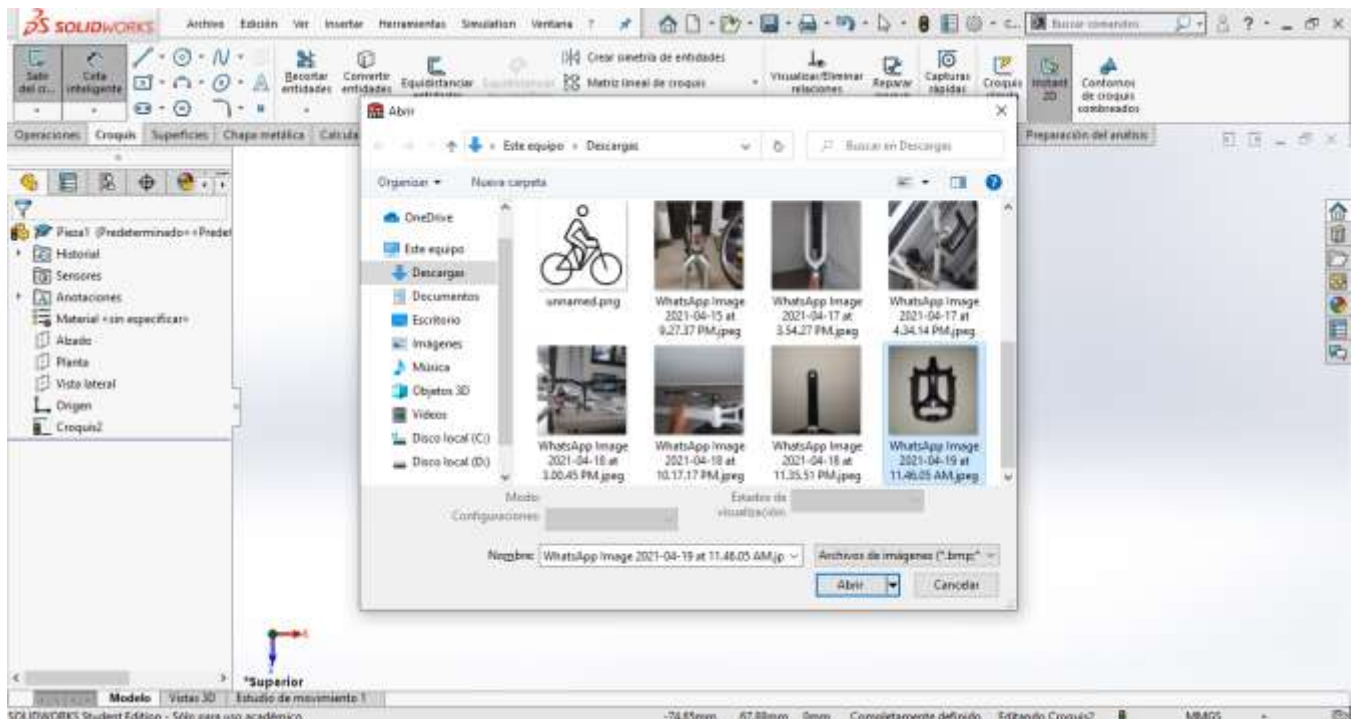 SOLIDWORKS Archivo Edición Ver Insertar Herramientas Simulation Ventana ?
Buscar comandos
Salir del cr...
Cota inteligente
Recortar entidades
Convertir entidades
Equidistanciar
Crear simetría de entidades
Matriz lineal de croquis
Visualizar/Eliminar relaciones
Reparar
Capturas rápidas
Croquis
Instant 2D
Contornos de croquis sombreados
Operaciones Croquis Superficies Chapa metálica
Preparación del análisis
Pieza1 (Predeterminado<<Predet
Historial
Sensores
Anotaciones
Material <sin especificar>
Alzado
Planta
Vista lateral
Origen
Croquis2
Abrir
Este equipo Descargas
Buscar en Descargas
Organizar Nueva carpeta
OneDrive
Este equipo
Descargas
Documentos
Escritorio
Imágenes
Música
Objetos 3D
Vídeos
Disco local (C:)
Disco local (D:)
unnamed.png
WhatsApp Image 2021-04-15 at 9.27.37 PM.jpeg
WhatsApp Image 2021-04-17 at 3.54.27 PM.jpeg
WhatsApp Image 2021-04-17 at 4.34.14 PM.jpeg
WhatsApp Image 2021-04-18 at 3.00.45 PM.jpeg
WhatsApp Image 2021-04-18 at 10.17.17 PM.jpeg
WhatsApp Image 2021-04-18 at 11.35.51 PM.jpeg
WhatsApp Image 2021-04-19 at 11.46.05 AM.jpeg
Modo:
Configuraciones:
Estados de visualización:
Nombre: WhatsApp Image 2021-04-19 at 11.46.05 AM.jp
Archivos de imágenes (*.bmp;*
Abrir Cancelar
X
*Superior
Modelo Vistas 3D Estudio de movimiento 1
SOLIDWORKS Student Edition - Sólo para uso académico -74.85mm 0mm Completamente definido Editando Croquis2 MMGS